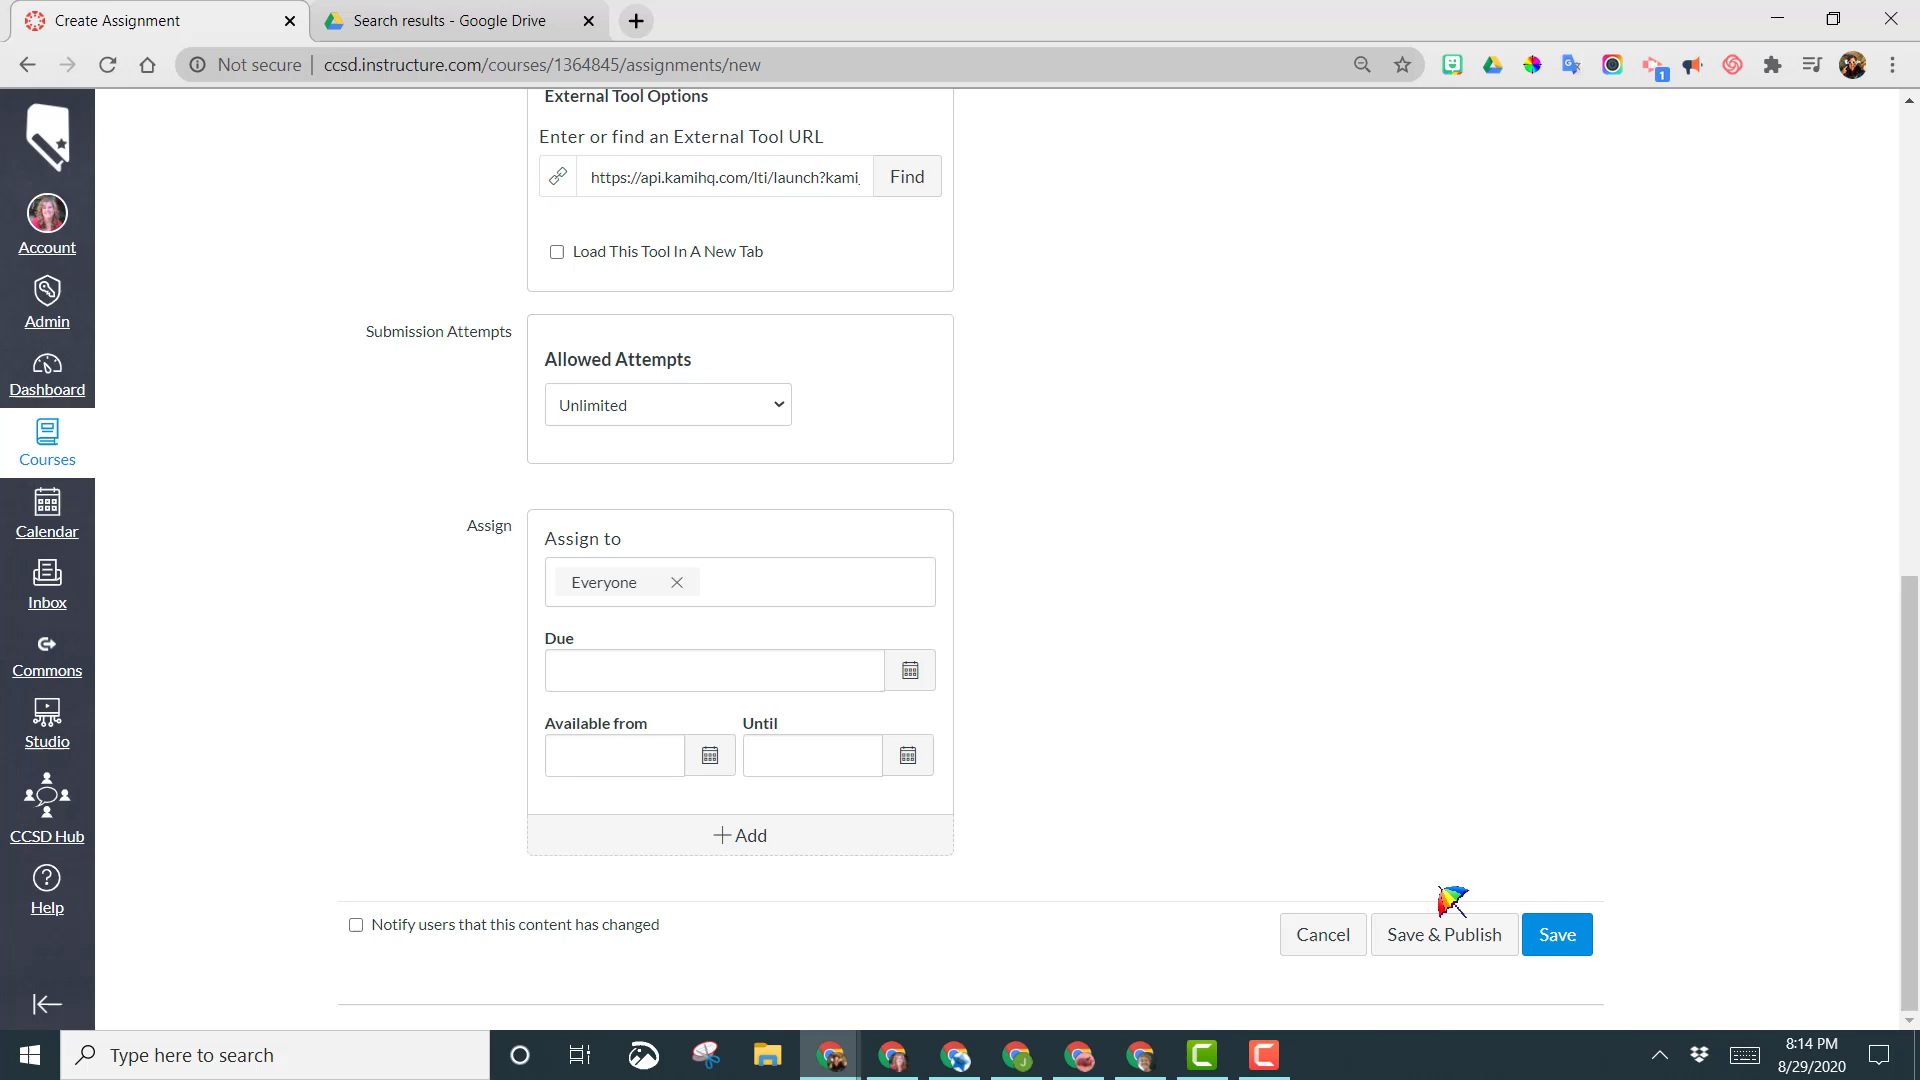 Create Assignment
Search results - Google Drive
Not secure
ccsd.instructure.com/courses/1364845/assignments/new
1
External Tool Options
Enter or find an External Tool URL
https://api.kamihq.com/lti/launch?kami_
Find
Load This Tool In A New Tab
Account
Admin
Submission Attempts
Allowed Attempts
Dashboard
Unlimited
Courses
Calendar
Assign
Assign to
Everyone
Inbox
Due
Commons
Available from
Until
Studio
CCSD Hub
Add
Help
Notify users that this content has changed
Cancel
Save & Publish
Save
Type here to search
8:14 PM
8/29/2020